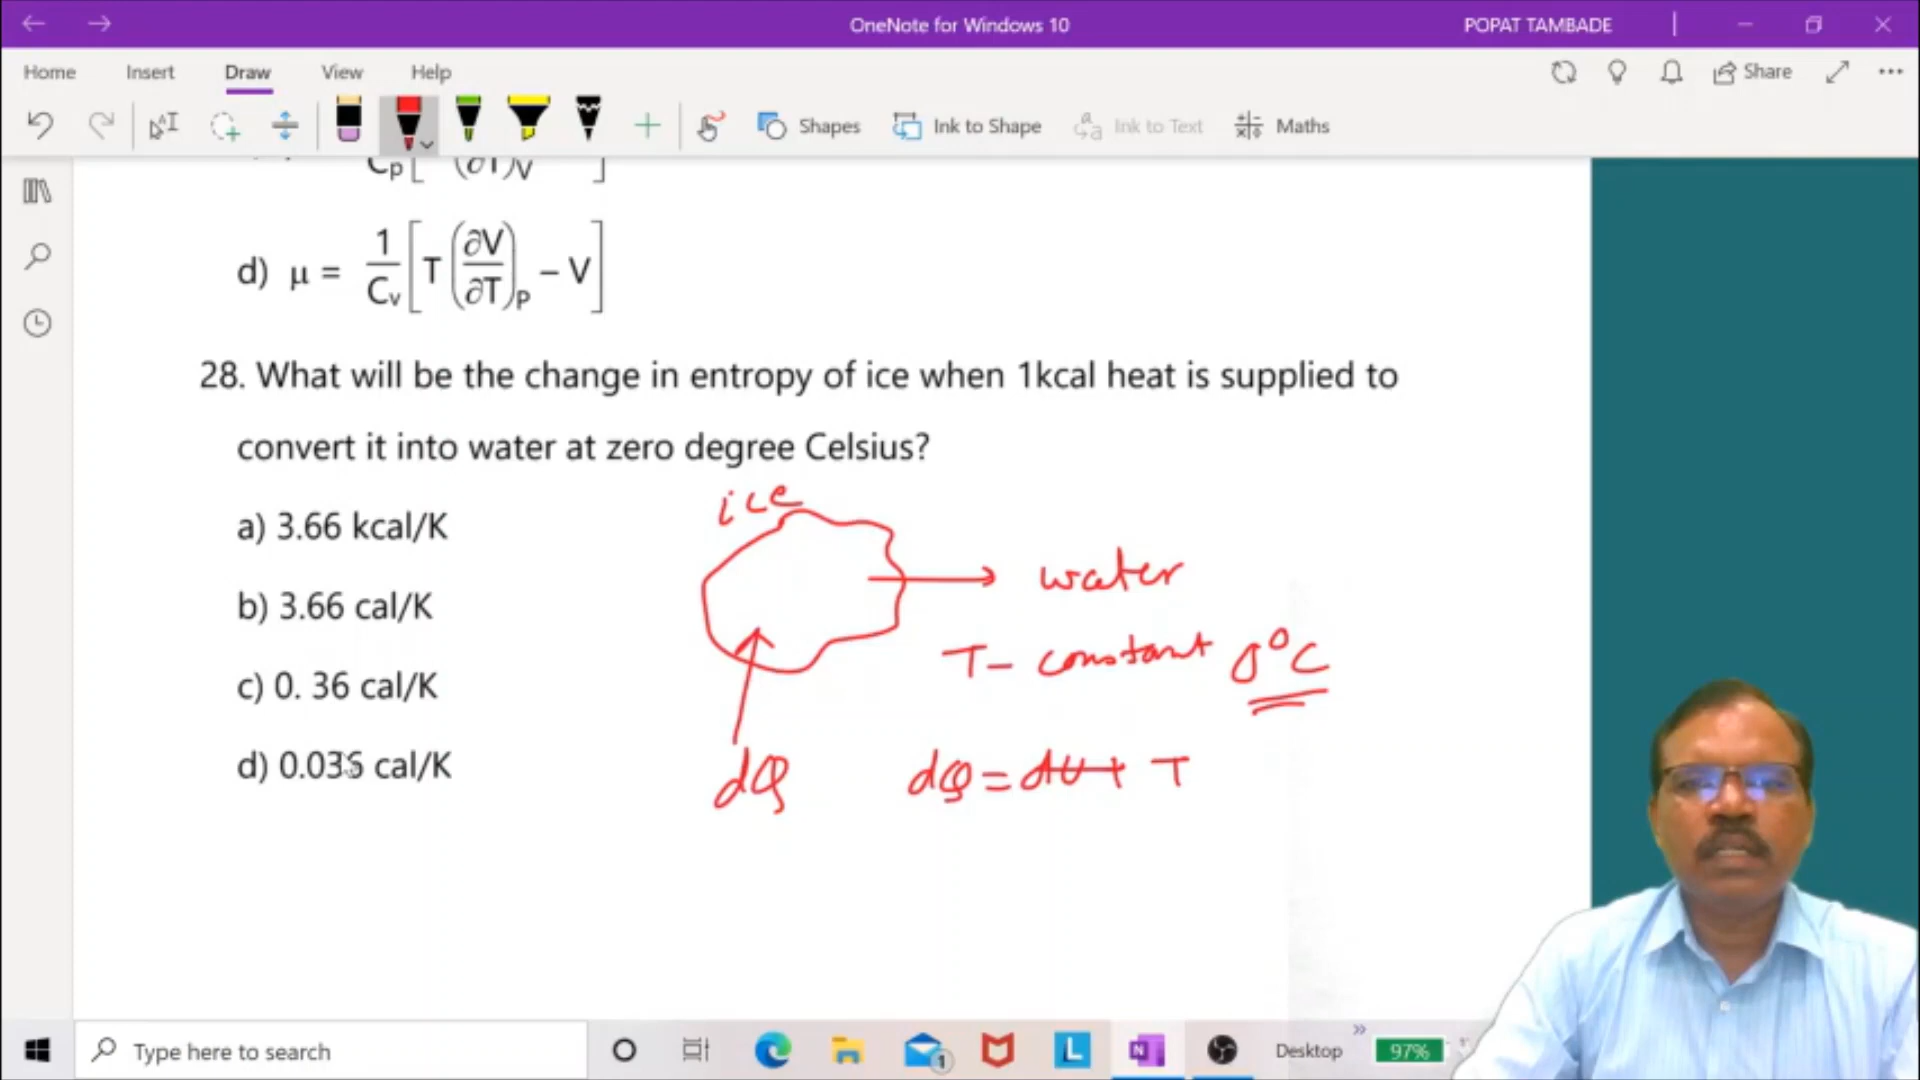 OneNote for Windows 10
POPAT TAMBADE
Home Insert Draw View Help
Share
Shapes Ink to Shape Ink to Text Maths
d) μ = 1/Cv [T (∂V/∂T)P – V]
28. What will be the change in entropy of ice when 1kcal heat is supplied to
convert it into water at zero degree Celsius?
ice
a) 3.66 kcal/K
water
b) 3.66 cal/K
T - constant 0°C
c) 0. 36 cal/K
d) 0.036 cal/K
dQ
dQ = dU + T
Type here to search
1
L
N
Desktop
97%